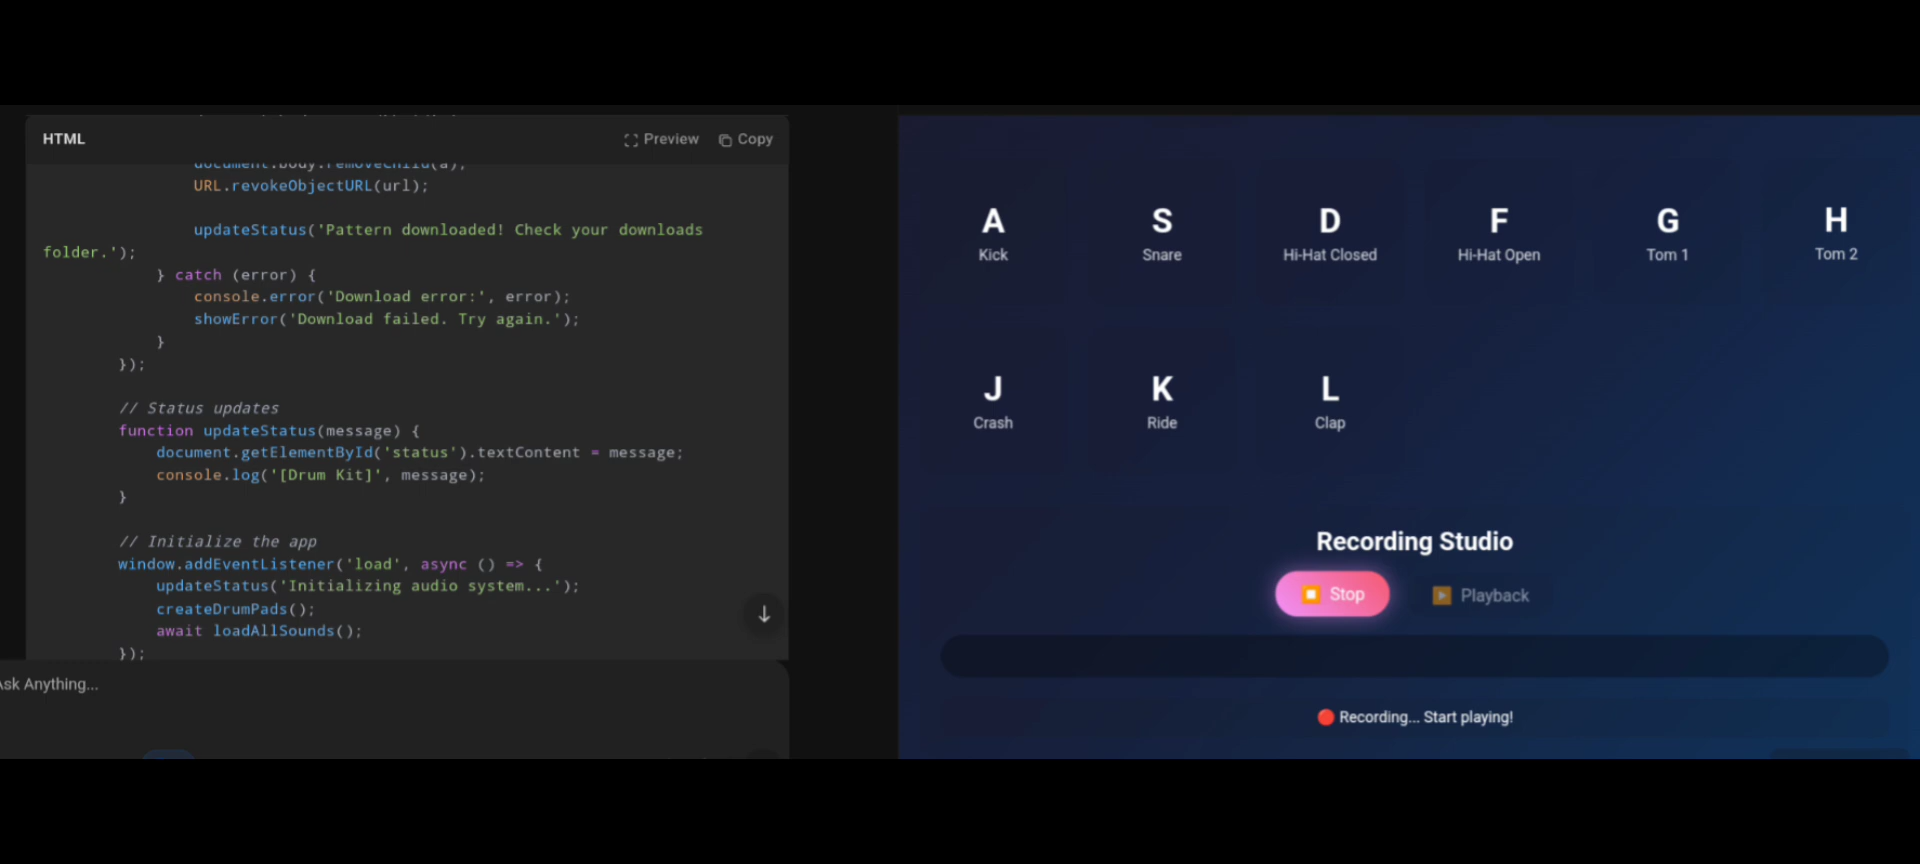 HTML
Preview
Copy
document.body.removeChild(a);
URL.revokeObjectURL(url);
updateStatus('Pattern downloaded! Check your downloads
folder.');
} catch (error) {
console.error('Download error:', error);
showError('Download failed. Try again.');
}
});
// Status updates
function updateStatus(message) {
document.getElementById('status').textContent = message;
console.log('[Drum Kit]', message);
}
// Initialize the app
window.addEventListener('load', async () => {
updateStatus('Initializing audio system...');
createDrumPads();
await loadAllSounds();
});
Ask Anything...
A
Kick
S
Snare
D
Hi-Hat Closed
F
Hi-Hat Open
G
Tom 1
H
Tom 2
J
Crash
K
Ride
L
Clap
Recording Studio
Stop
Playback
Recording... Start playing!